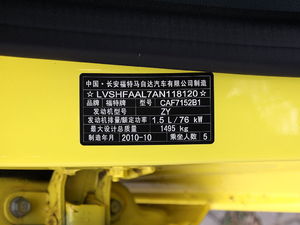 中国·长安福特马自达汽车有限公司制造
☆LVSHFAAL7AN118120☆
品牌 福特牌 型号 CAF7152B1
发动机型号 ZY
发动机排量/额定功率 1.5 L/76 kW
最大设计总质量 1495 kg
制造年月 2010-10 乘坐人数 5